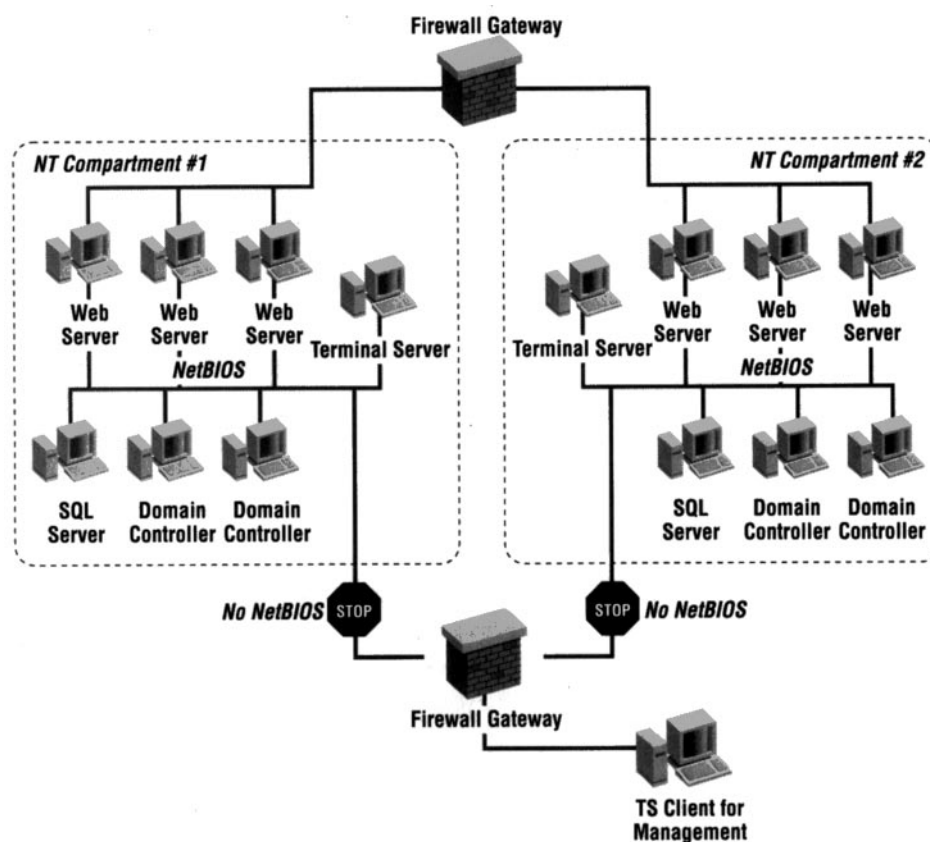 Firewall Gateway
NT Compartment #1
NT Compartment #2
Web
Server
Web
Server
Web
Server
Terminal Server
NetBIOS
Terminal Server
Web
Server
Web
Server
Web
Server
NetBIOS
SQL
Server
Domain
Controller
Domain
Controller
SQL
Server
Domain
Controller
Domain
Controller
No NetBIOS
STOP
STOP
No NetBIOS
Firewall Gateway
TS Client for
Management